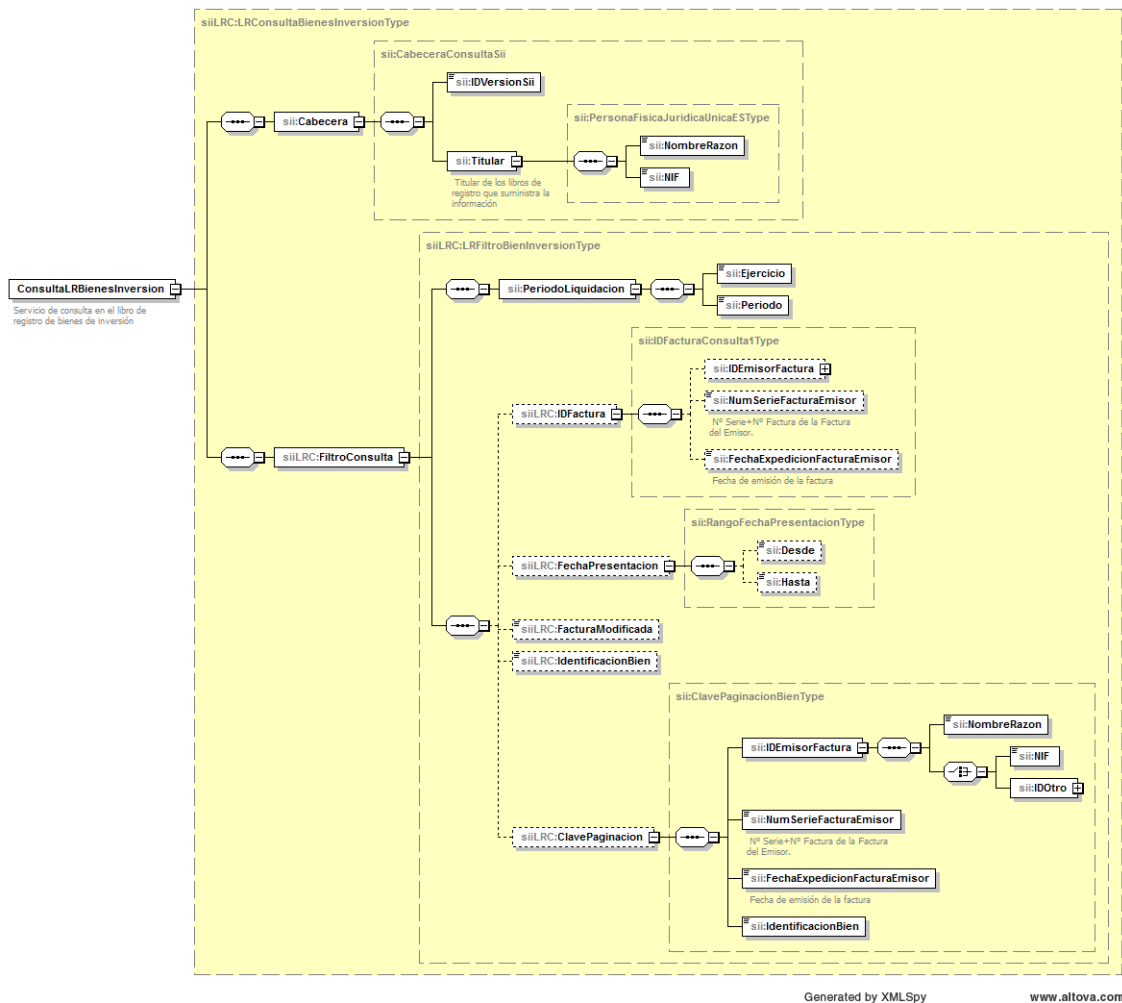 siiLRC:LRConsultaBienesInversionType
sii:CabeceraConsultaSii
sii:IDVersionSii
sii:PersonaFisicaJuridicaUnicaESType
sii:Cabecera
sii:NombreRazon
sii:Titular
sii:NIF
Titular de los libros de
registro que suministra la
información
siiLRC:LRFiltroBienInversionType
ConsultaLRBienesInversion
Servicio de consulta en el libro de
registro de bienes de inversión
sii:PeriodoLiquidacion
sii:Ejercicio
sii:Periodo
sii:IDFacturaConsulta1Type
sii:IDEmisorFactura
siiLRC:IDFactura
sii:NumSerieFacturaEmisor
Nº Serie+Nº Factura de la Factura
del Emisor.
siiLRC:FiltroConsulta
sii:FechaExpedicionFacturaEmisor
Fecha de emisión de la factura
sii:RangoFechaPresentacionType
sii:Desde
siiLRC:FechaPresentacion
sii:Hasta
siiLRC:FacturaModificada
siiLRC:IdentificacionBien
sii:ClavePaginacionBienType
sii:NombreRazon
sii:IDEmisorFactura
sii:NIF
sii:IDOtro
sii:NumSerieFacturaEmisor
siiLRC:ClavePaginacion
Nº Serie+Nº Factura de la Factura
del Emisor.
sii:FechaExpedicionFacturaEmisor
Fecha de emisión de la factura
sii:IdentificacionBien
Generated by XMLSpy www.altova.com